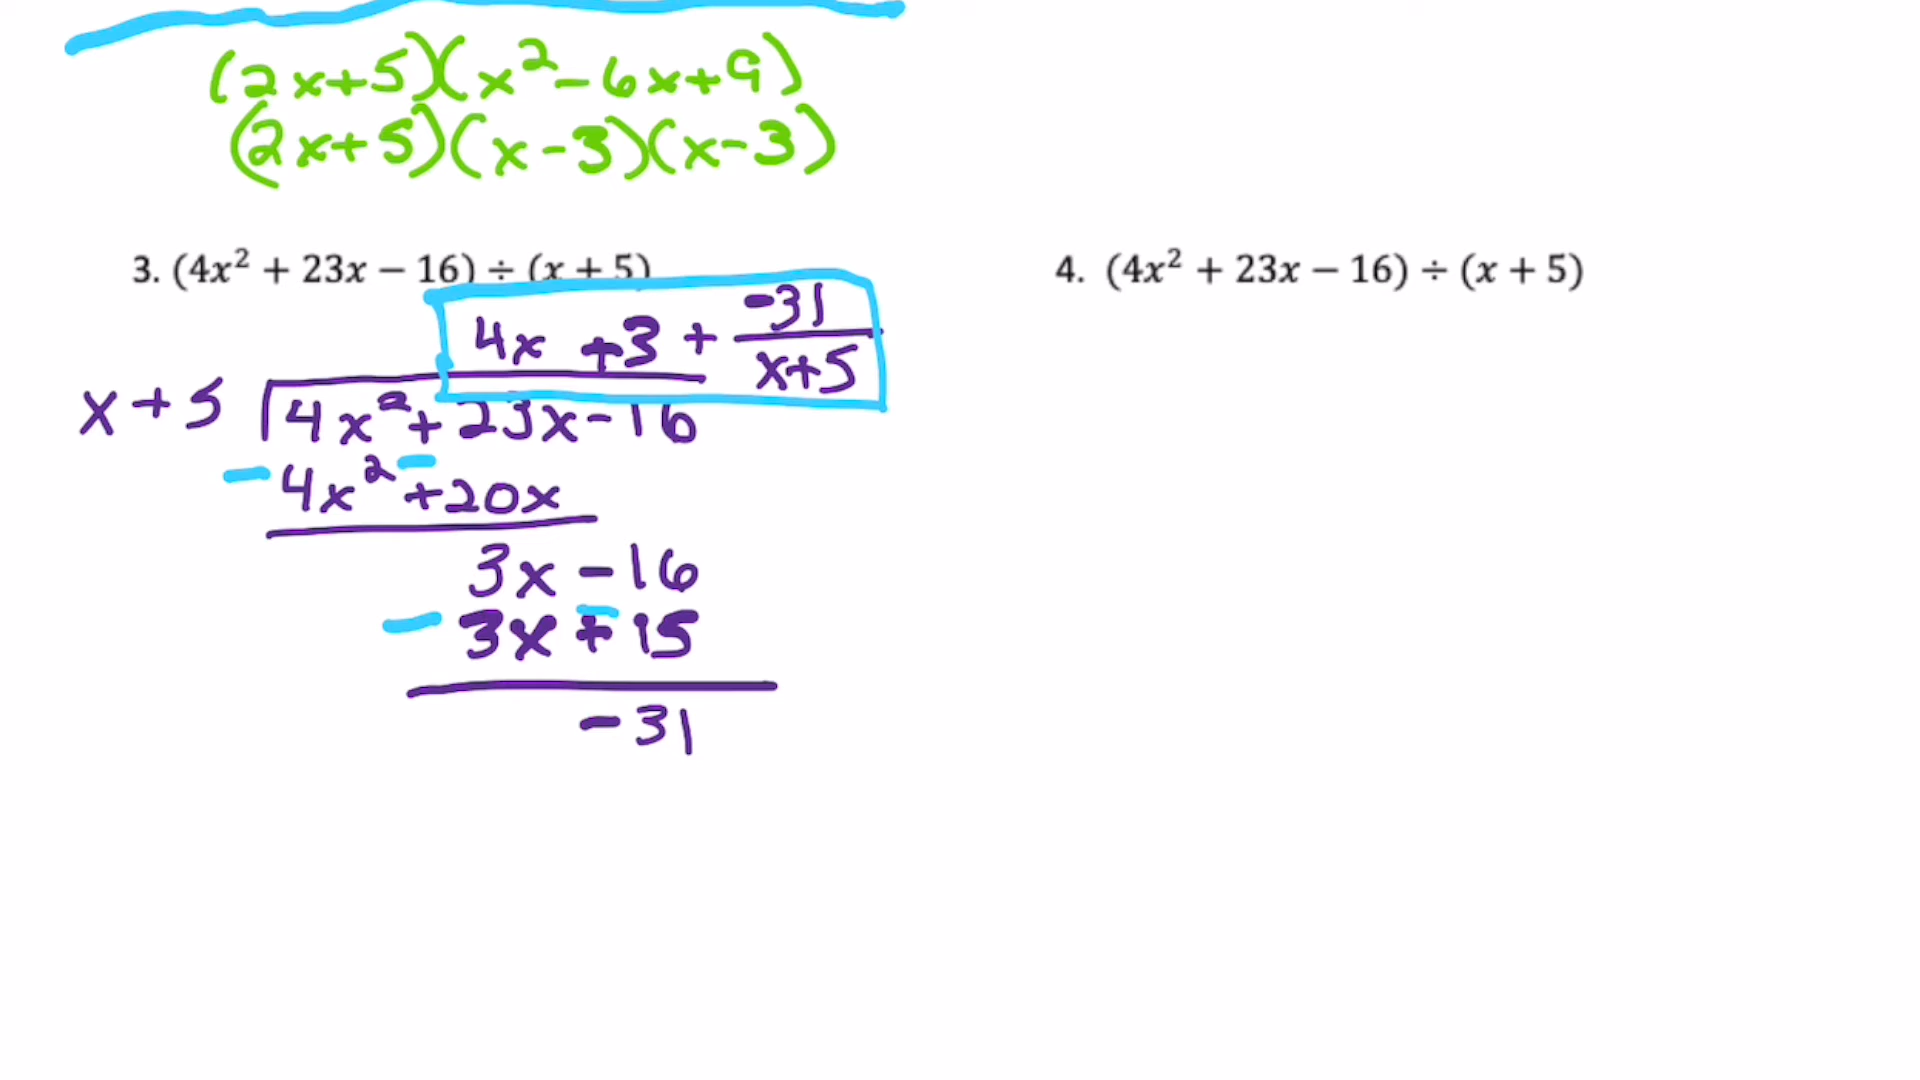 (2x+5)(x²-6x+9)
(2x+5)(x-3)(x-3)
3. (4x² + 23x − 16) ÷ (x + 5)
4x +3 + -31/x+5
x+5 4x²+23x-16
- 4x² - +20x
3x -16
- 3x - +15
-31
4. (4x² + 23x − 16) ÷ (x + 5)